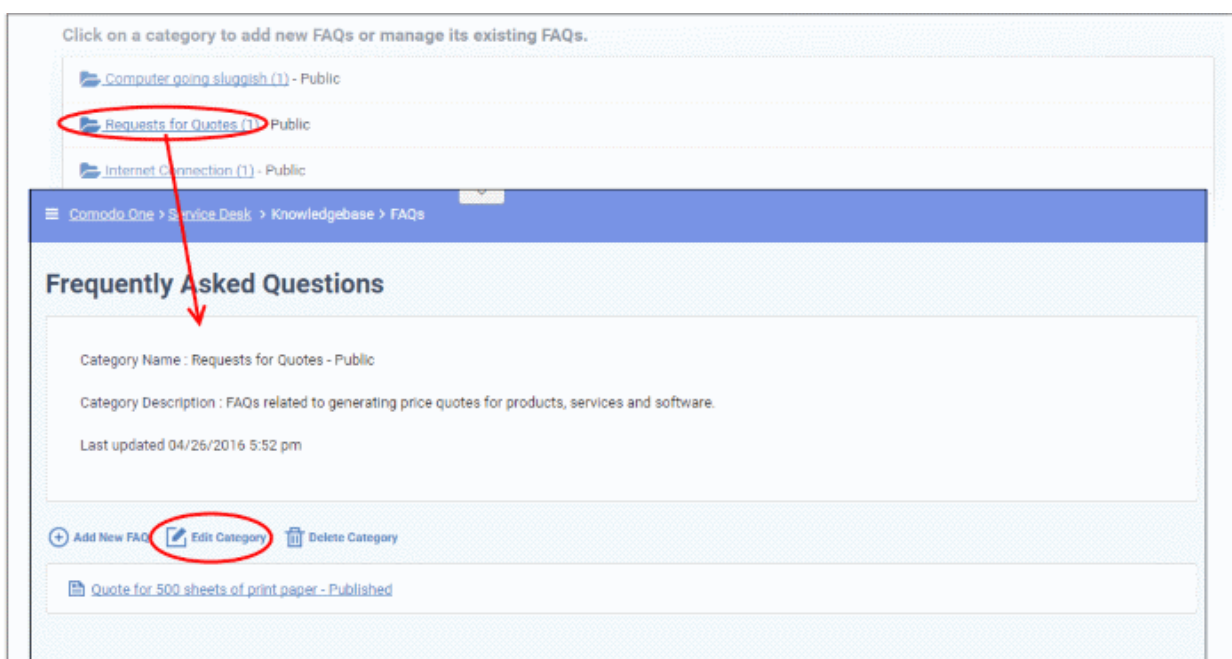 Click on a category to add new FAQs or manage its existing FAQs.
Computer going sluggish (1) - Public
Requests for Quotes (1) - Public
Internet Connection (1) - Public
Comodo One > Service Desk > Knowledgebase > FAQs
Frequently Asked Questions
Category Name : Requests for Quotes - Public
Category Description : FAQs related to generating price quotes for products, services and software.
Last updated 04/26/2016 5:52 pm
Add New FAQ Edit Category Delete Category
Quote for 500 sheets of print paper - Published